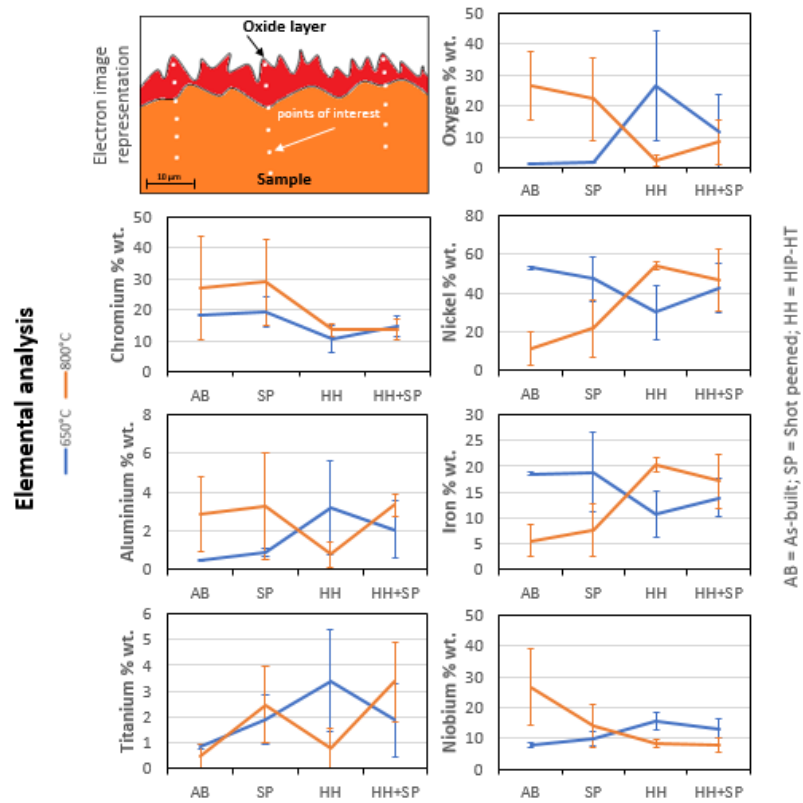 Elemental analysis
650°C
800°C
Electron image
representation
Oxide layer
points of interest
10 µm
Sample
Oxygen % wt.
50
40
30
20
10
0
AB SP HH HH+SP
Chromium % wt.
50
40
30
20
10
0
AB SP HH HH+SP
Nickel % wt.
80
60
40
20
0
AB SP HH HH+SP
Aluminium % wt.
8
6
4
2
0
AB SP HH HH+SP
Iron % wt.
30
25
20
15
10
5
0
AB SP HH HH+SP
Titanium % wt.
6
5
4
3
2
1
0
AB SP HH HH+SP
Niobium % wt.
50
40
30
20
10
0
AB SP HH HH+SP
AB = As-built; SP = Shot peened; HH = HIP-HT